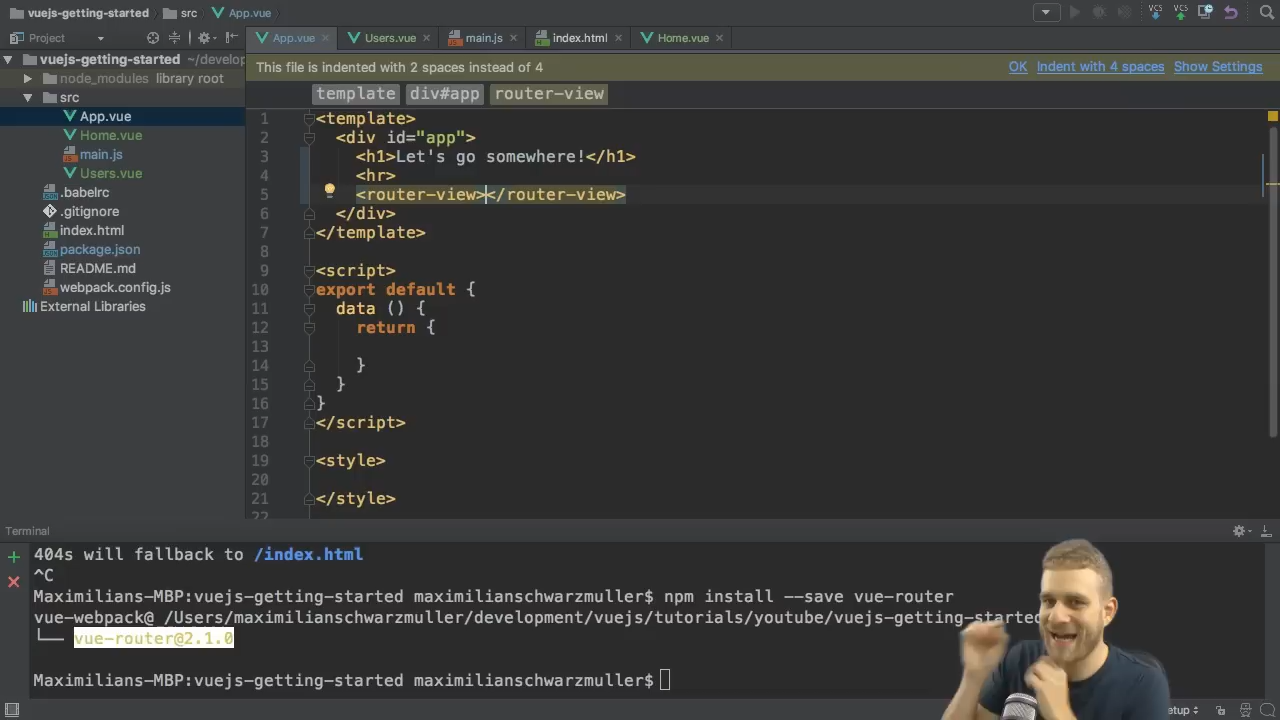 vuejs-getting-started src App.vue
VCS VCS
Project
App.vue Users.vue main.js index.html Home.vue
vuejs-getting-started ~/develop
node_modules library root
src
App.vue
Home.vue
main.js
Users.vue
.babelrc
.gitignore
index.html
package.json
README.md
webpack.config.js
External Libraries
This file is indented with 2 spaces instead of 4 OK Indent with 4 spaces Show Settings
template div#app router-view
1 <template>
2 <div id="app">
3 <h1>Let's go somewhere!</h1>
4 <hr>
5 <router-view></router-view>
6 </div>
7 </template>
8
9 <script>
10 export default {
11 data () {
12 return {
13
14 }
15 }
16 }
17 </script>
18
19 <style>
20
21 </style>
22
Terminal
404s will fallback to /index.html
^C
Maximilians-MBP:vuejs-getting-started maximilianschwarzmuller$ npm install --save vue-router
vue-webpack@ /Users/maximilianschwarzmuller/development/vuejs/tutorials/youtube/vuejs-getting-started
└── vue-router@2.1.0
Maximilians-MBP:vuejs-getting-started maximilianschwarzmuller$